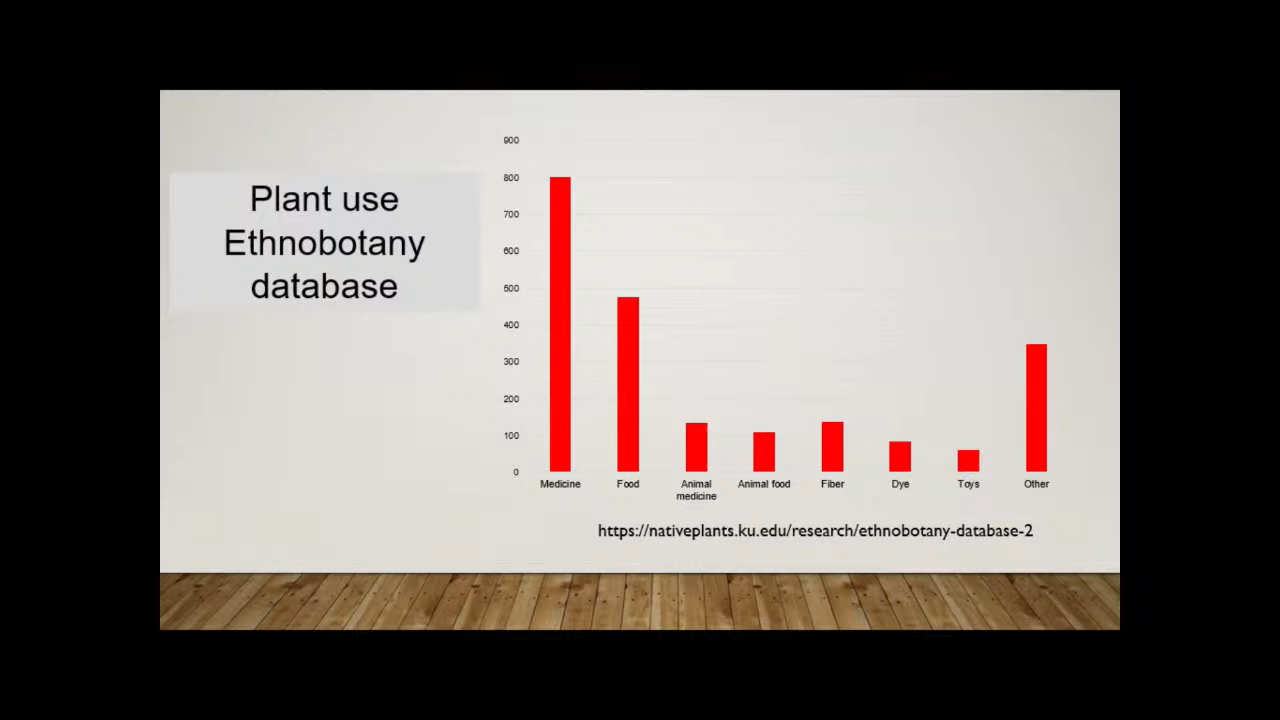 Plant use
Ethnobotany
database
900
800
700
600
500
400
300
200
100
0
Medicine
Food
Animal
medicine
Animal food
Fiber
Dye
Toys
Other
https://nativeplants.ku.edu/research/ethnobotany-database-2